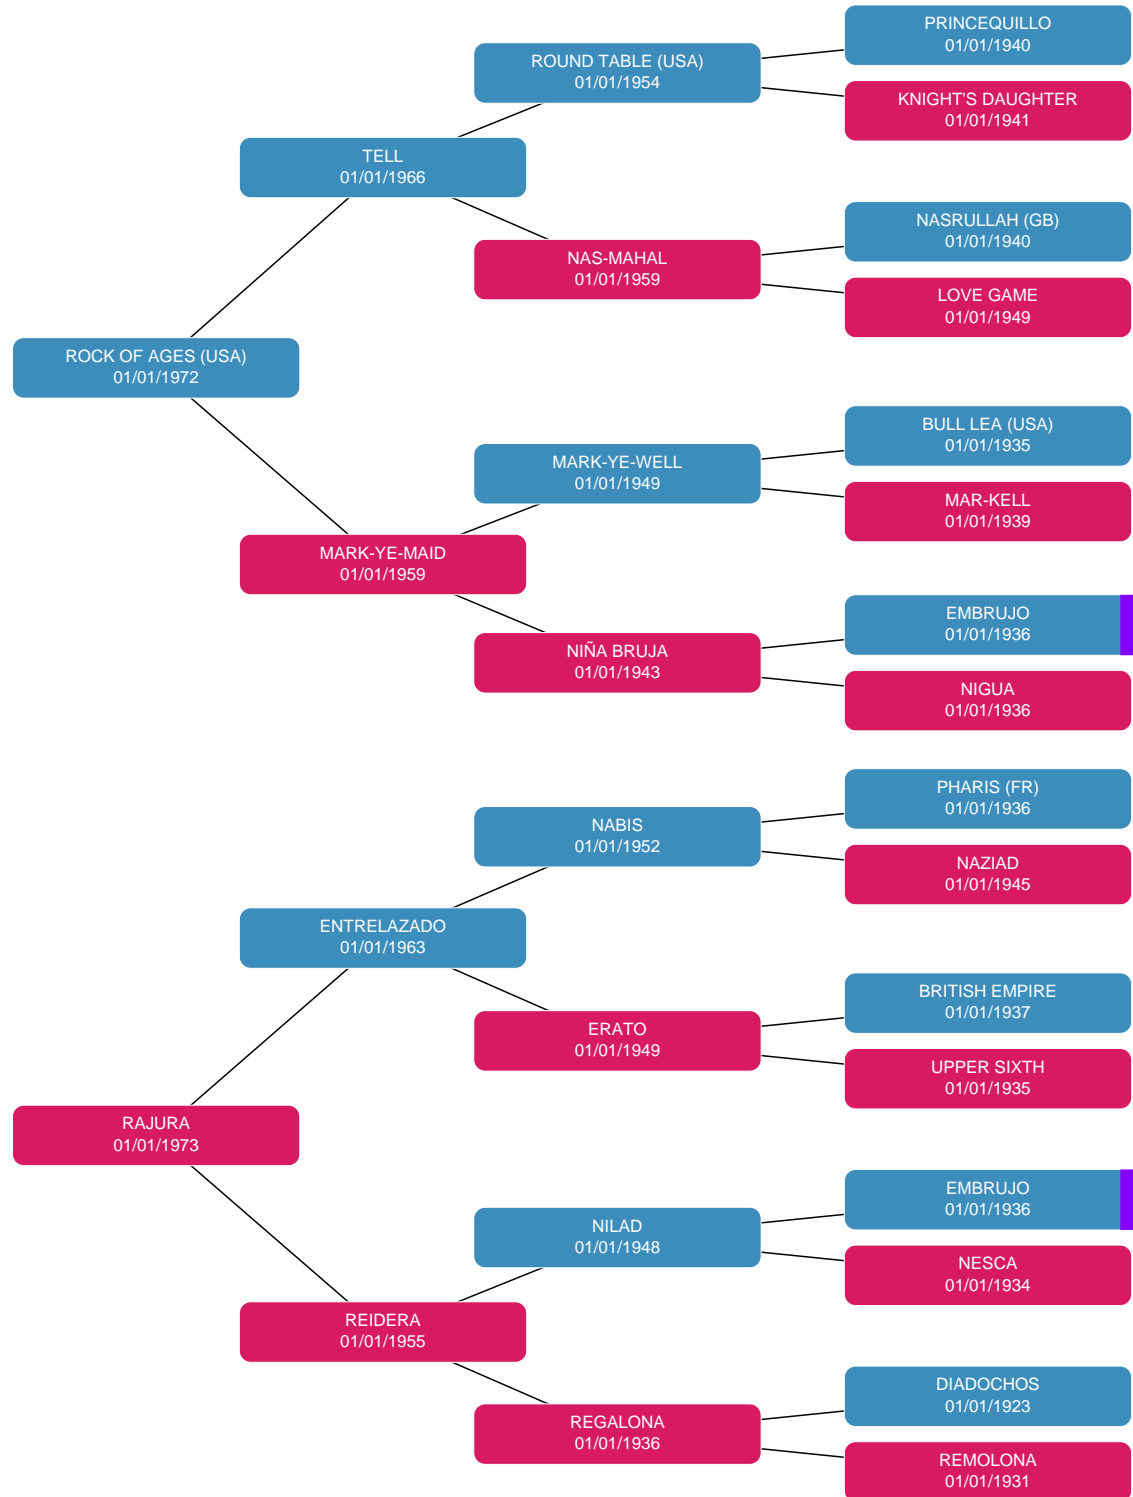 PRINCEQUILLO
01/01/1940
ROUND TABLE (USA)
01/01/1954
KNIGHT'S DAUGHTER
01/01/1941
TELL
01/01/1966
NASRULLAH (GB)
01/01/1940
NAS-MAHAL
01/01/1959
LOVE GAME
01/01/1949
ROCK OF AGES (USA)
01/01/1972
BULL LEA (USA)
01/01/1935
MARK-YE-WELL
01/01/1949
MAR-KELL
01/01/1939
MARK-YE-MAID
01/01/1959
EMBRUJO
01/01/1936
NIÑA BRUJA
01/01/1943
NIGUA
01/01/1936
PHARIS (FR)
01/01/1936
NABIS
01/01/1952
NAZIAD
01/01/1945
ENTRELAZADO
01/01/1963
BRITISH EMPIRE
01/01/1937
ERATO
01/01/1949
UPPER SIXTH
01/01/1935
RAJURA
01/01/1973
EMBRUJO
01/01/1936
NILAD
01/01/1948
NESCA
01/01/1934
REIDERA
01/01/1955
DIADOCHOS
01/01/1923
REGALONA
01/01/1936
REMOLONA
01/01/1931